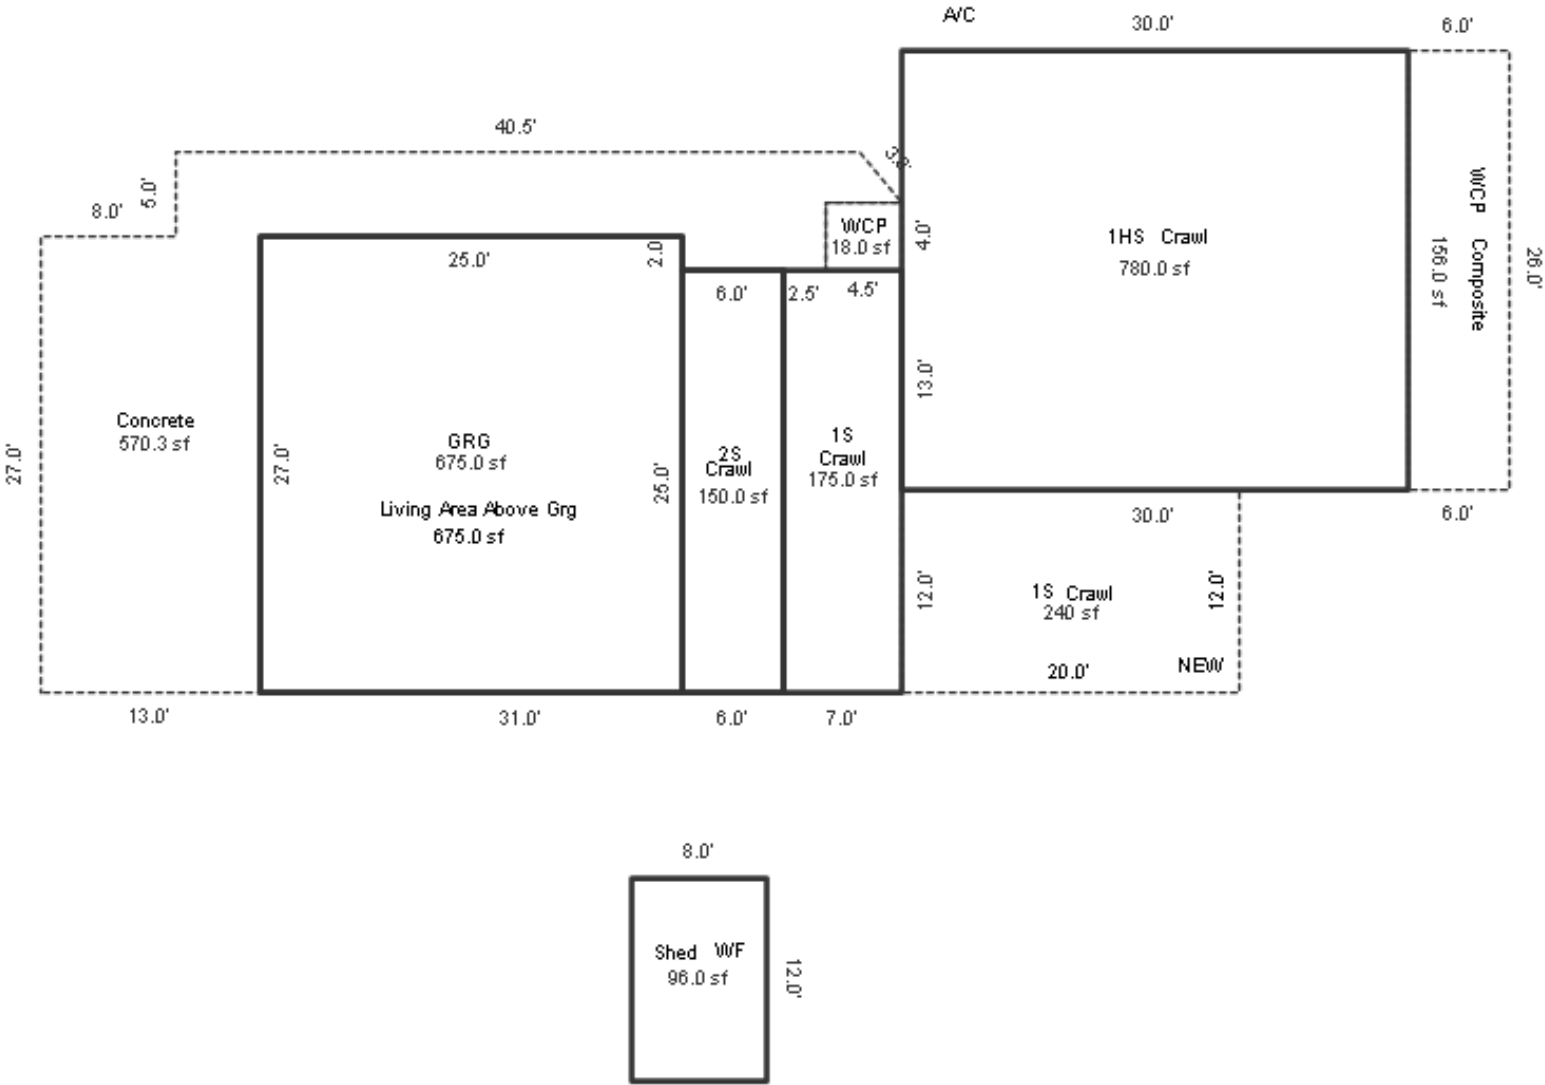 A/C
30.0'
6.0'
40.5'
3.9'
5.0'
8.0'
WCP
18.0 sf
4.0'
1HS Crawl
780.0 sf
WCP Composite
156.0 sf
26.0'
25.0'
2.0
6.0'
2.5'
4.5'
13.0'
Concrete
570.3 sf
27.0'
27.0'
GRG
675.0 sf
Living Area Above Grg
675.0 sf
25.0'
2S
Crawl
150.0 sf
1S
Crawl
175.0 sf
30.0'
6.0'
12.0'
1S Crawl
240 sf
12.0'
20.0'
NEW
13.0'
31.0'
6.0'
7.0'
8.0'
Shed WF
96.0 sf
12.0'